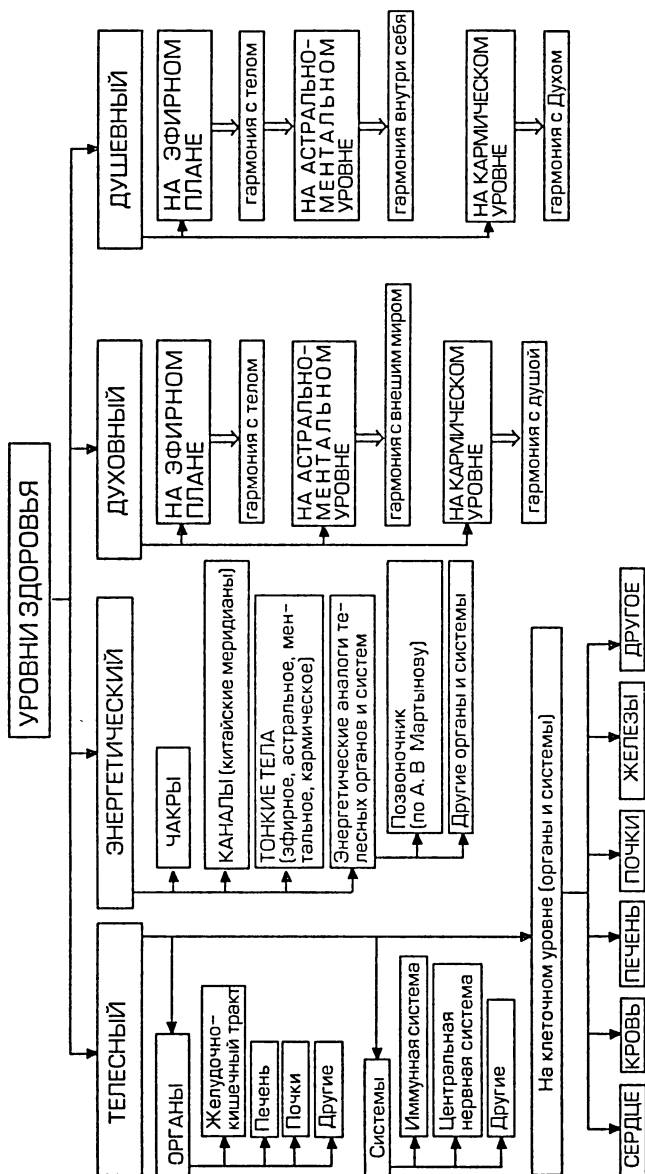 УРОВНИ ЗДОРОВЬЯ
ТЕЛЕСНЫЙ
ОРГАНЫ
Желудочно-
кишечный тракт
Печень
Почки
Другие
Системы
Иммунная система
Центральная
нервная система
Другие
На клеточном уровне (органы и системы)
СЕРДЦЕ
КРОВЬ
ПЕЧЕНЬ
ПОЧКИ
ЖЕЛЕЗЫ
ДРУГОЕ
ЭНЕРГЕТИЧЕСКИЙ
ЧАКРЫ
КАНАЛЫ (китайские меридианы)
ТОНКИЕ ТЕЛА
(эфирное, астральное, мен-
тальное, кармическое)
Энергетические аналоги те-
лесных органов и систем
Позвоночник
(по А. В Мартынову)
Другие органы и системы
ДУХОВНЫЙ
НА ЭФИРНОМ
ПЛАНЕ
гармония с телом
НА АСТРАЛЬНО-
МЕНТАЛЬНОМ
УРОВНЕ
гармония с внешим миром
НА КАРМИЧЕСКОМ
УРОВНЕ
гармония с душой
ДУШЕВНЫЙ
НА ЭФИРНОМ
ПЛАНЕ
гармония с телом
НА АСТРАЛЬНО-
МЕНТАЛЬНОМ
УРОВНЕ
гармония внутри себя
НА КАРМИЧЕСКОМ
УРОВНЕ
гармония с Духом